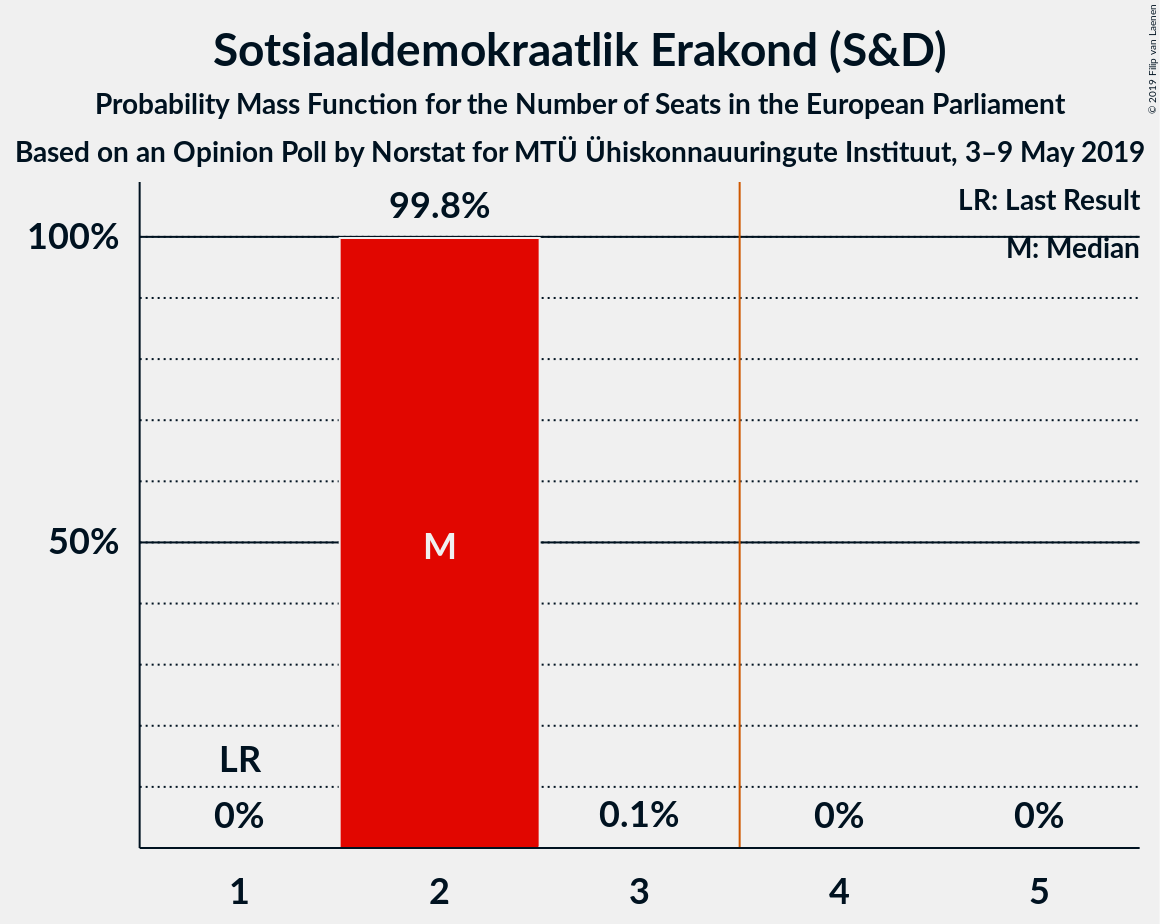 Sotsiaaldemokraatlik Erakond (S&D)
Probability Mass Function for the Number of Seats in the European Parliament
Based on an Opinion Poll by Norstat for MTÜ Ühiskonnauuringute Instituut, 3–9 May 2019
© 2019 Filip van Laenen
LR: Last Result
M: Median
99.8%
100%
50%
M
LR
0%
0.1%
0%
0%
1 2 3 4 5